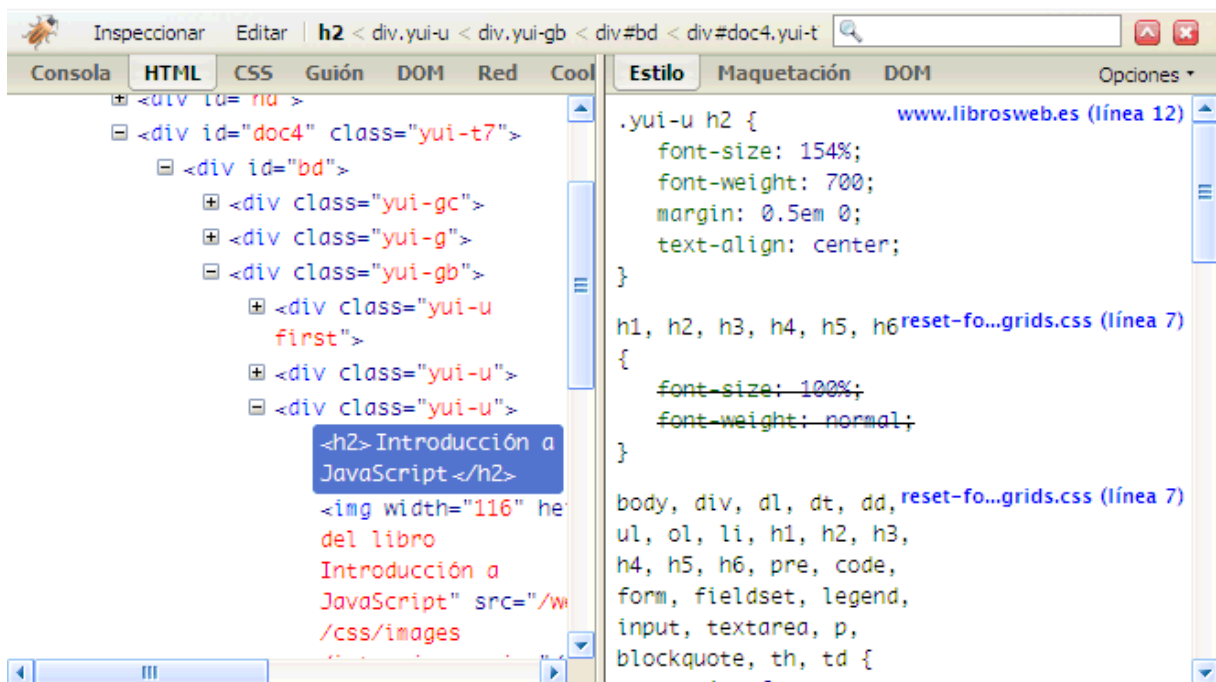 Inspeccionar Editar h2 < div.yui-u < div.yui-gb < div#bd < div#doc4.yui-t
Consola HTML CSS Guión DOM Red Cool
<div id="hd">
<div id="doc4" class="yui-t7">
<div id="bd">
<div class="yui-gc">
<div class="yui-g">
<div class="yui-gb">
<div class="yui-u
first">
<div class="yui-u">
<div class="yui-u">
<h2>Introducción a
JavaScript</h2>
<img width="116" he
del libro
Introducción a
JavaScript" src="/w
/css/images
Estilo Maquetación DOM Opciones
.yui-u h2 { www.librosweb.es (línea 12)
font-size: 154%;
font-weight: 700;
margin: 0.5em 0;
text-align: center;
}
h1, h2, h3, h4, h5, h6 reset-fo...grids.css (línea 7)
{
font-size: 100%;
font-weight: normal;
}
body, div, dl, dt, dd, reset-fo...grids.css (línea 7)
ul, ol, li, h1, h2, h3,
h4, h5, h6, pre, code,
form, fieldset, legend,
input, textarea, p,
blockquote, th, td {